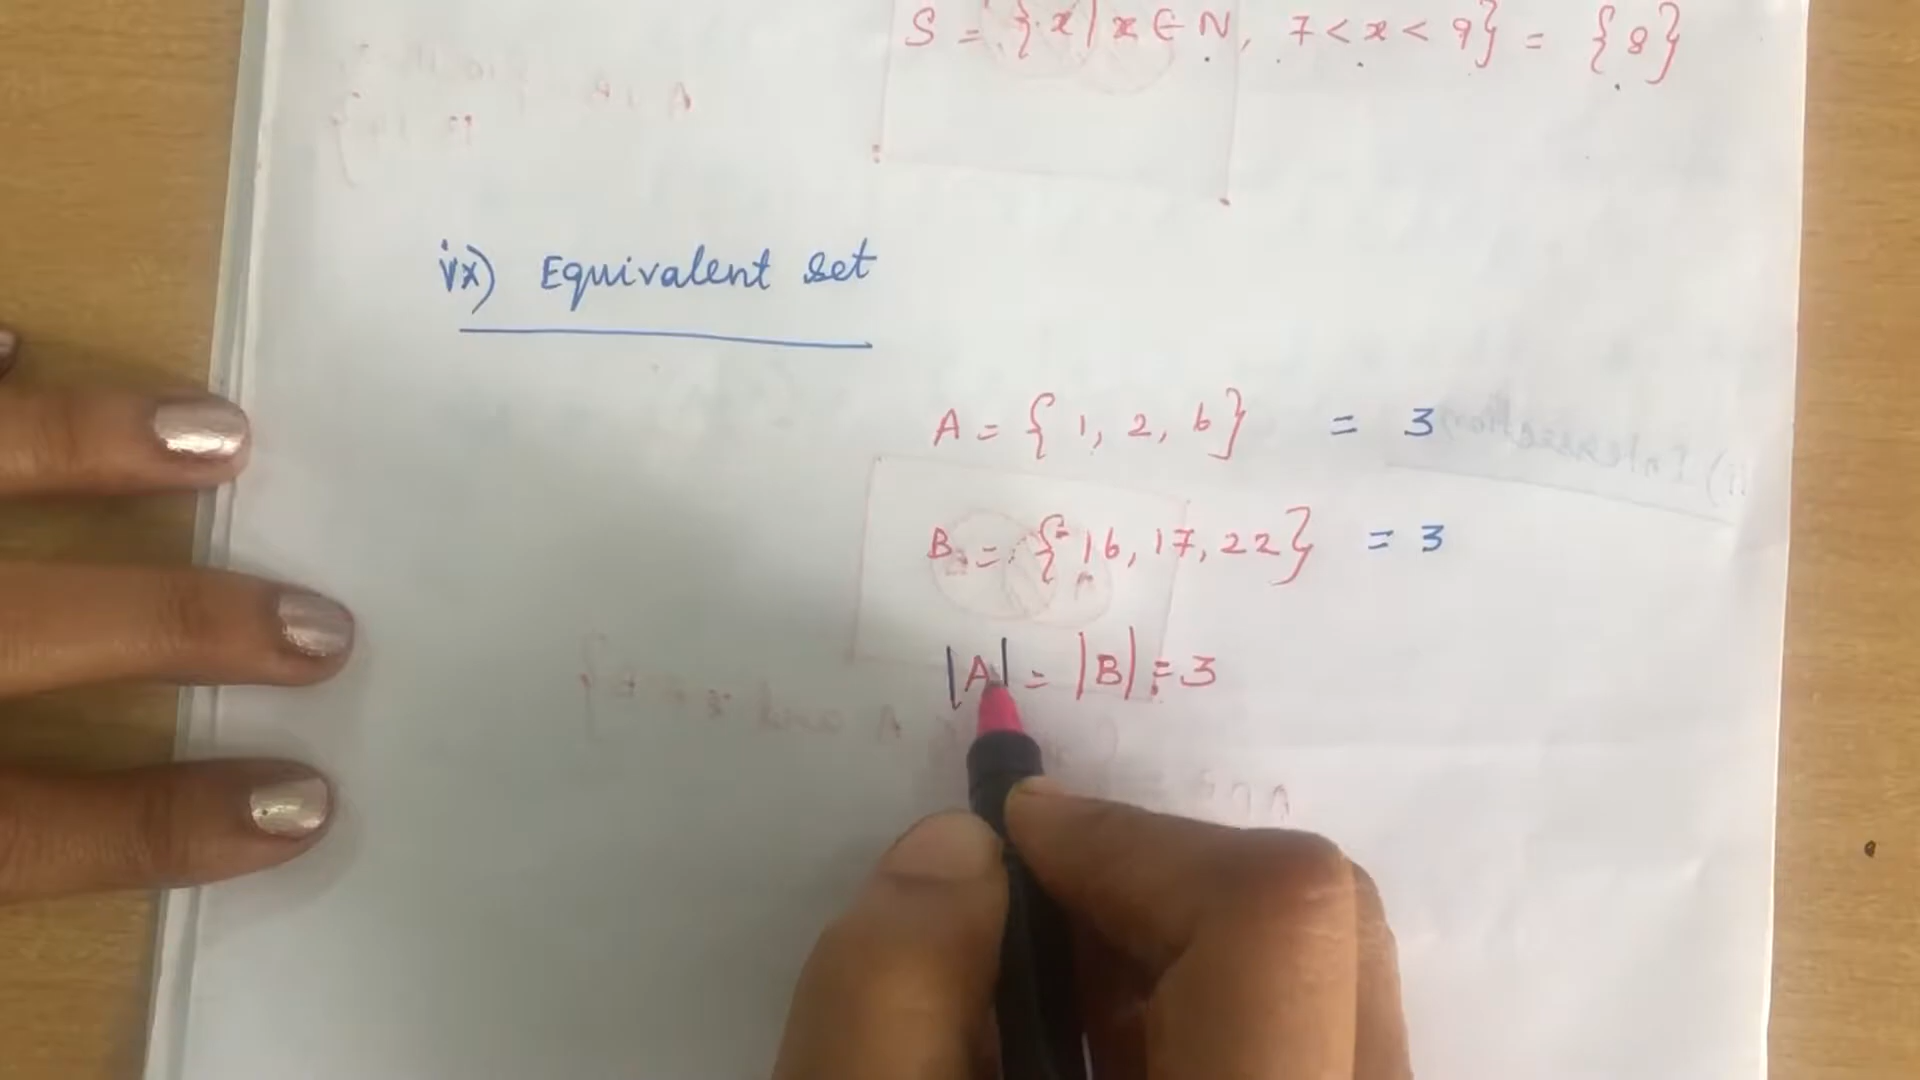 S = {x | x ∈ N, 7 < x < 9} = {8}
ix) Equivalent set
A = {1, 2, 6} = 3
B = {16, 17, 22} = 3
|A| = |B| = 3